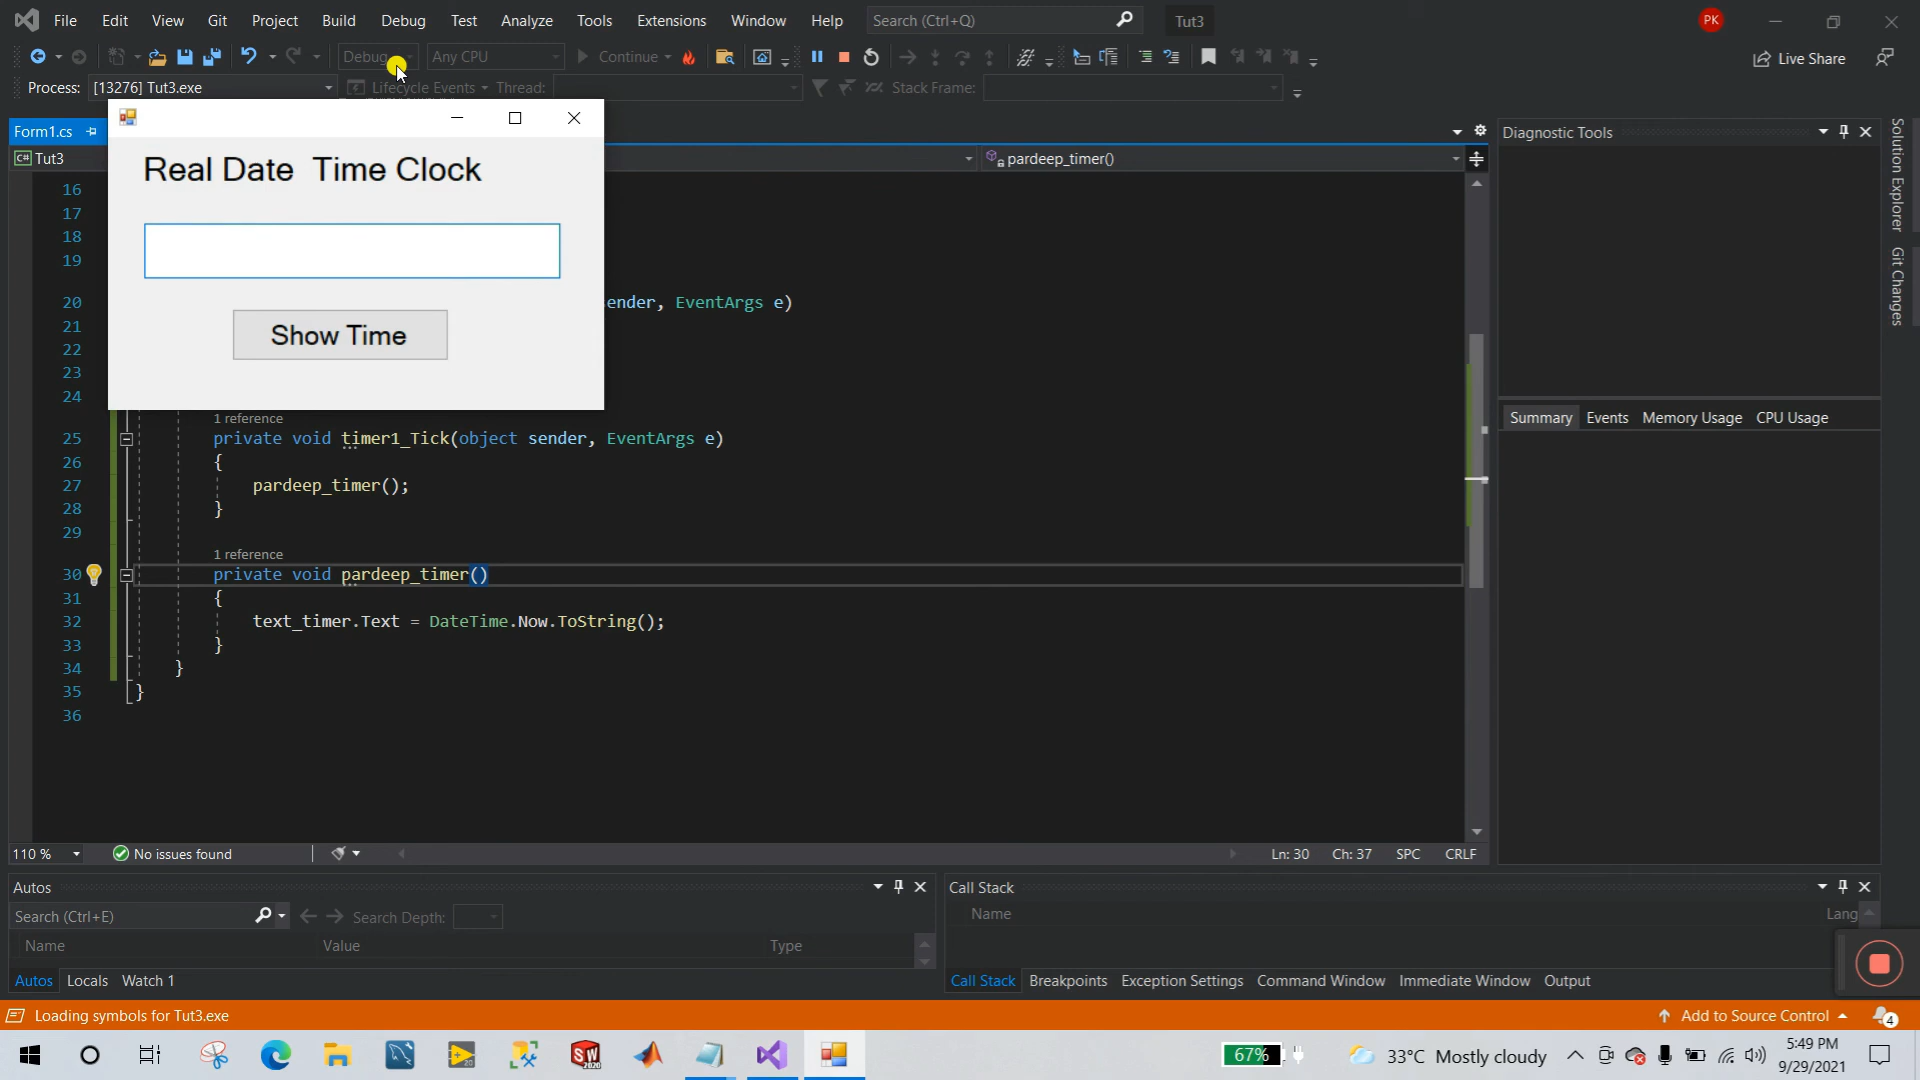 File Edit View Git Project Build Debug Test Analyze Tools Extensions Window Help Search (Ctrl+Q) Tut3 PK
Debug Any CPU Continue Live Share
Process: [13276] Tut3.exe Lifecycle Events Thread: Stack Frame:
Form1.cs
Tut3 pardeep_timer()
Real Date Time Clock
Show Time
Diagnostic Tools
Summary Events Memory Usage CPU Usage
Solution Explorer
Git Changes
16
17
18
19
20 ender, EventArgs e)
21
22
23
24
1 reference
25 private void timer1_Tick(object sender, EventArgs e)
26 {
27 pardeep_timer();
28 }
29
1 reference
30 private void pardeep_timer()
31 {
32 text_timer.Text = DateTime.Now.ToString();
33 }
34 }
35 }
36
110 % No issues found Ln: 30 Ch: 37 SPC CRLF
Autos
Search (Ctrl+E) Search Depth:
Name Value Type
Autos Locals Watch 1
Call Stack
Name Lang
Call Stack Breakpoints Exception Settings Command Window Immediate Window Output
Loading symbols for Tut3.exe Add to Source Control 4
67% 33°C Mostly cloudy 5:49 PM
9/29/2021